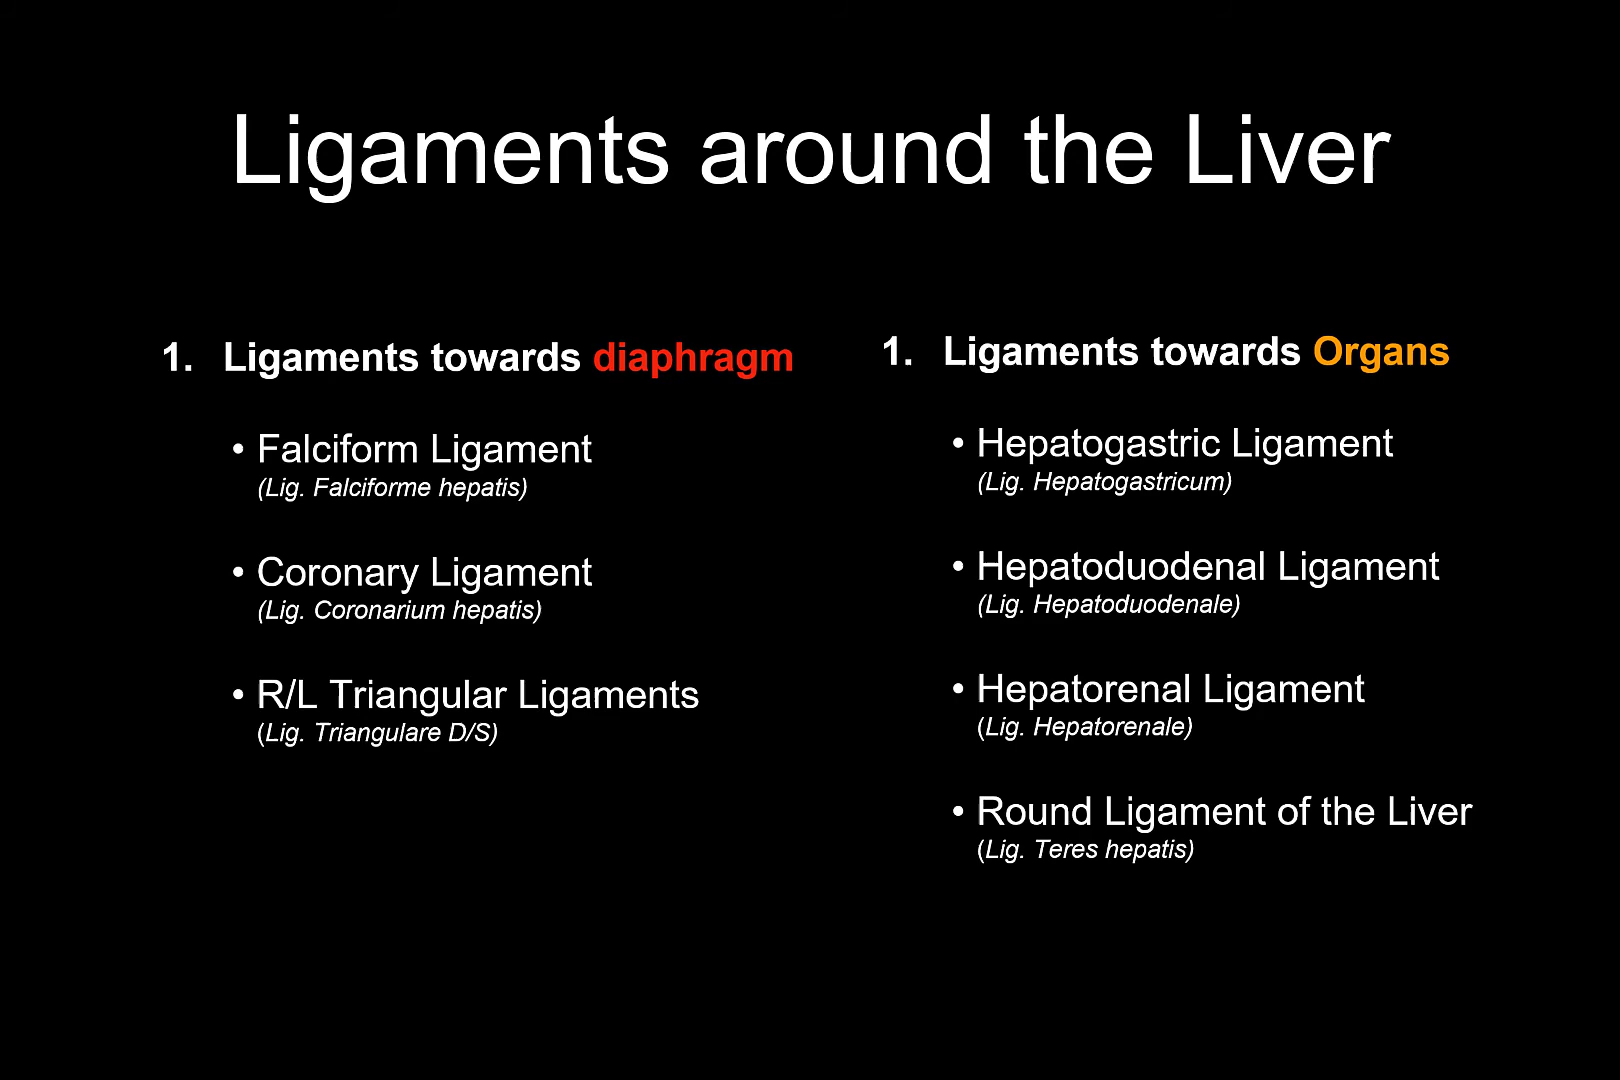 Ligaments around the Liver
1. Ligaments towards diaphragm
• Falciform Ligament
(Lig. Falciforme hepatis)
• Coronary Ligament
(Lig. Coronarium hepatis)
• R/L Triangular Ligaments
(Lig. Triangulare D/S)
1. Ligaments towards Organs
• Hepatogastric Ligament
(Lig. Hepatogastricum)
• Hepatoduodenal Ligament
(Lig. Hepatoduodenale)
• Hepatorenal Ligament
(Lig. Hepatorenale)
• Round Ligament of the Liver
(Lig. Teres hepatis)